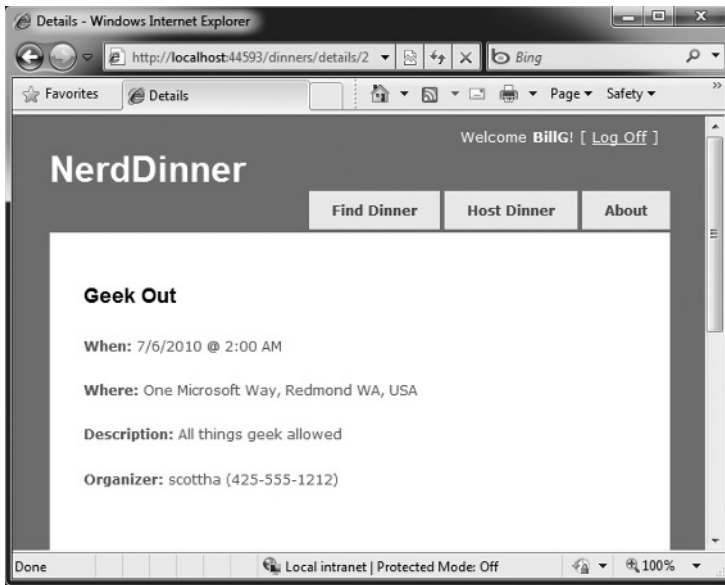 Details - Windows Internet Explorer
http://localhost:44593/dinners/details/2
Bing
Favorites
Details
Page
Safety
»
Welcome BillG! [ Log Off ]
NerdDinner
Find Dinner
Host Dinner
About
Geek Out
When: 7/6/2010 @ 2:00 AM
Where: One Microsoft Way, Redmond WA, USA
Description: All things geek allowed
Organizer: scottha (425-555-1212)
Done
Local intranet | Protected Mode: Off
100%